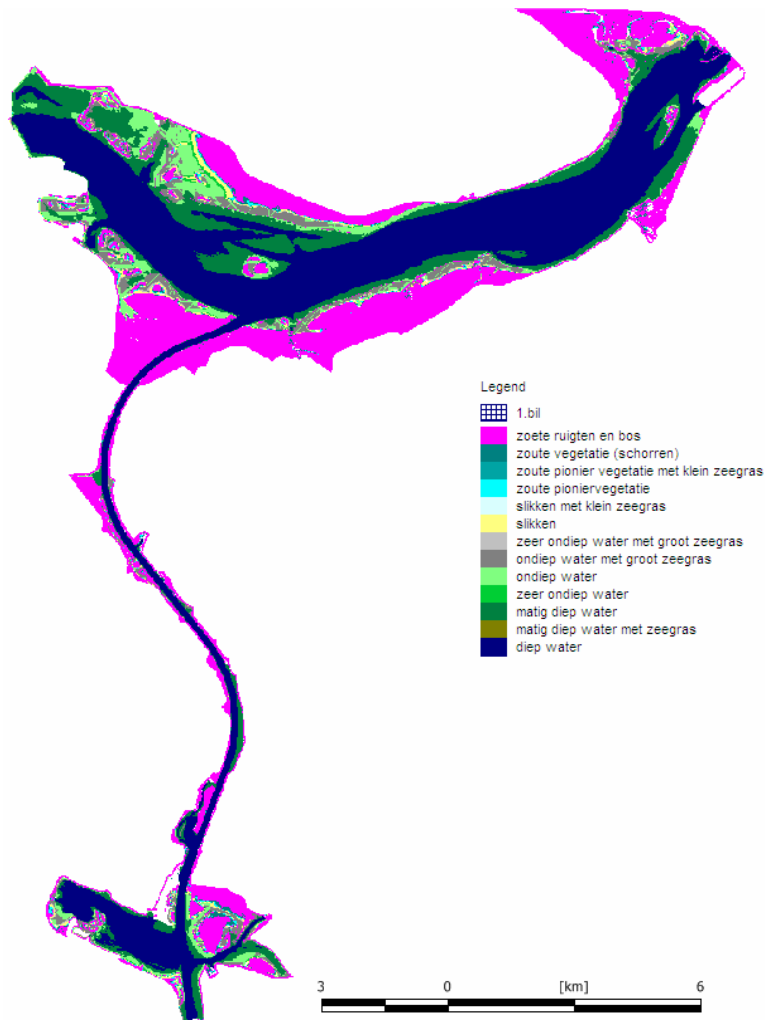 Legend
1.bil
zoete ruigten en bos
zoute vegetatie (schorren)
zoute pionier vegetatie met klein zeegras
zoute pioniervegetatie
slikken met klein zeegras
slikken
zeer ondiep water met groot zeegras
ondiep water met groot zeegras
ondiep water
zeer ondiep water
matig diep water
matig diep water met zeegras
diep water
3 0 [km] 6